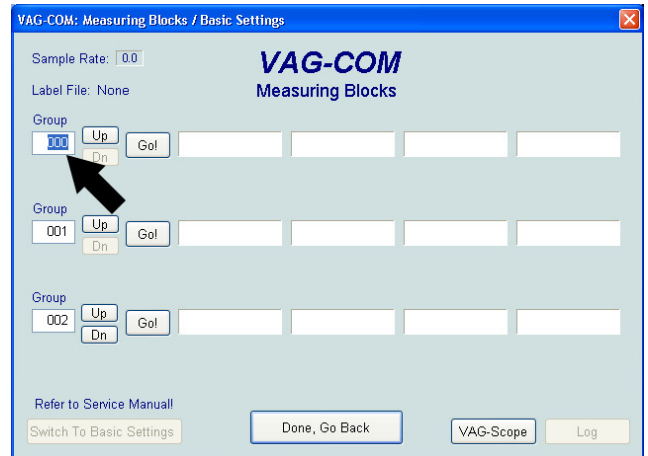 VAG-COM: Measuring Blocks / Basic Settings
Sample Rate: 0.0
VAG-COM
Label File: None
Measuring Blocks
Group
000 Up Dn Go!
Group
001 Up Dn Go!
Group
002 Up Dn Go!
Refer to Service Manual!
Switch To Basic Settings Done, Go Back VAG-Scope Log